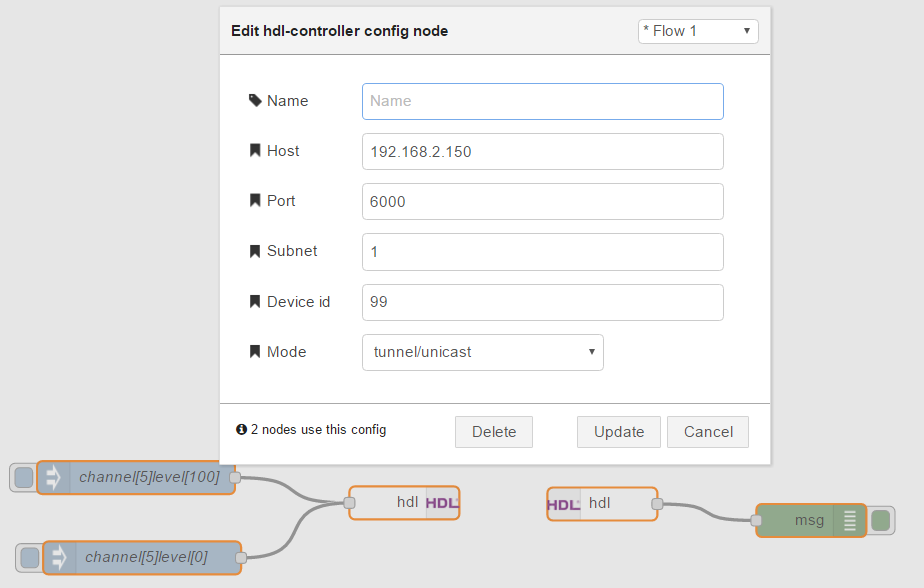 Edit hdl-controller config node
* Flow 1
Name
Name
Host
192.168.2.150
Port
6000
Subnet
1
Device id
99
Mode
tunnel/unicast
2 nodes use this config
Delete
Update
Cancel
channel[5]level[100]
hdl HDL
HDL hdl
msg
channel[5]level[0]